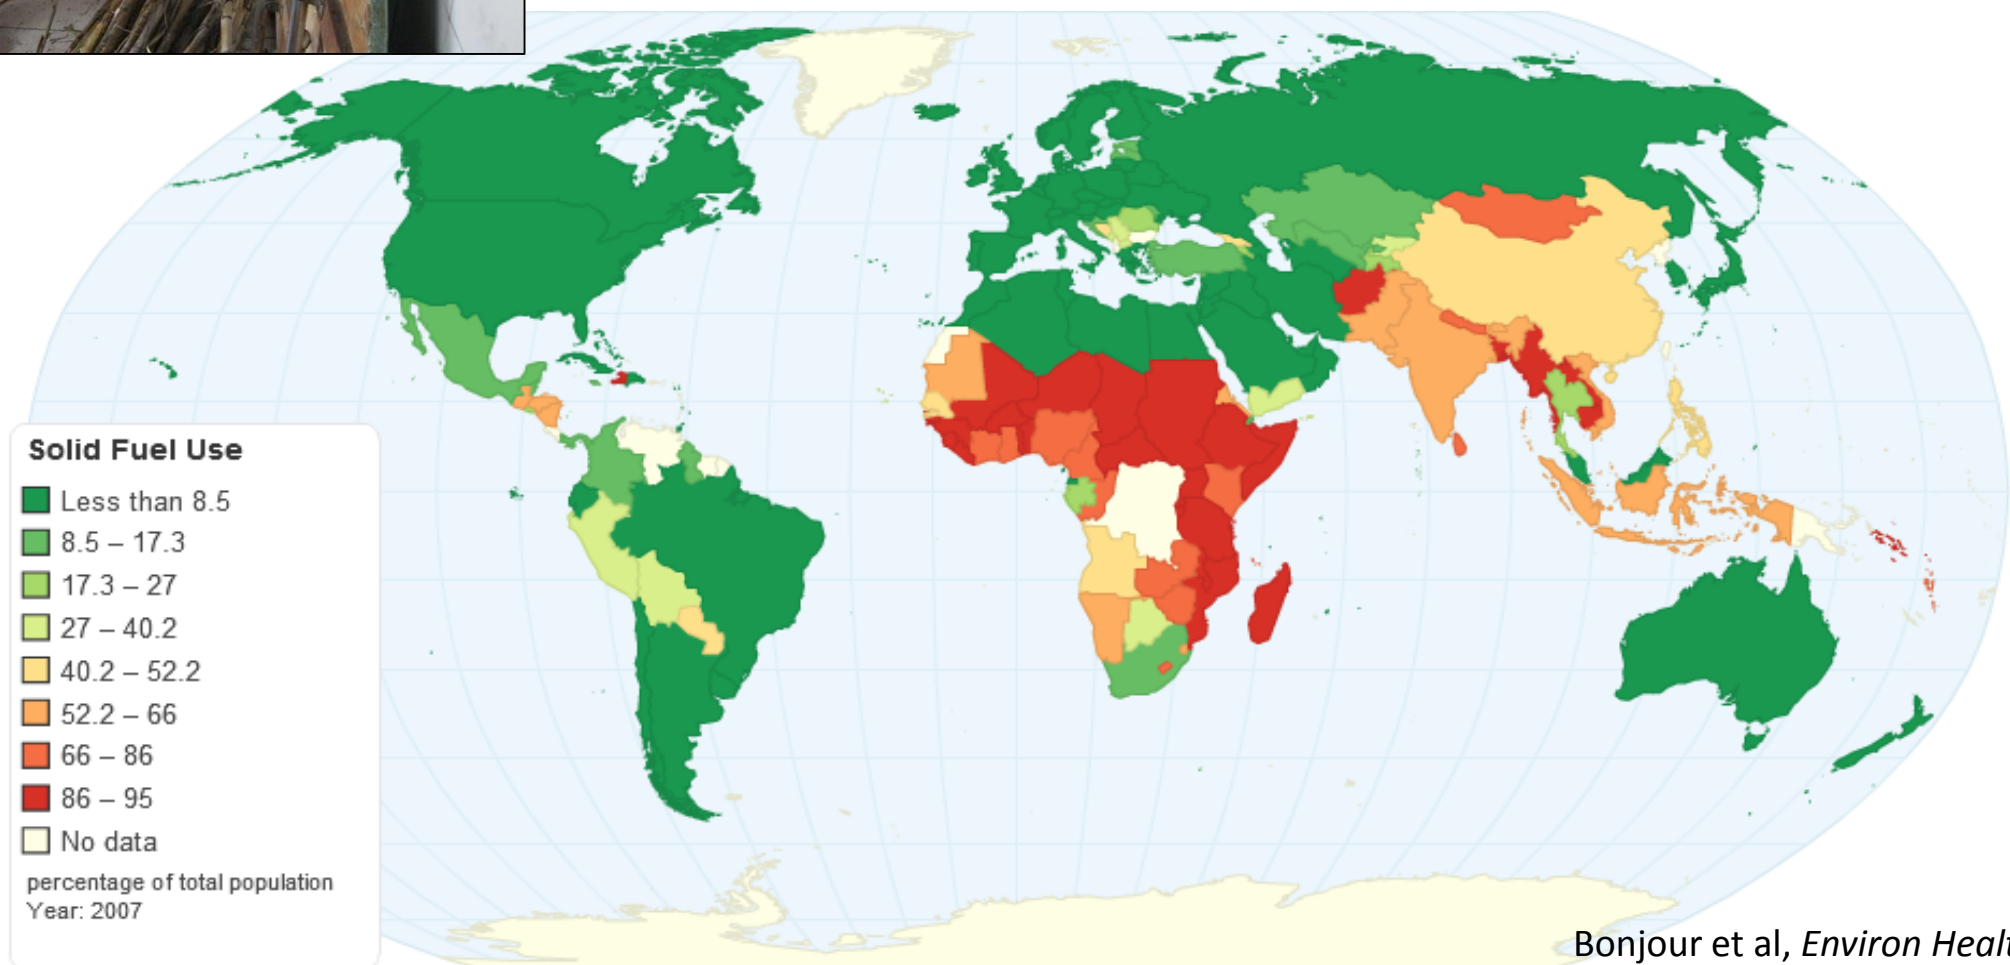 Solid Fuel Use
Less than 8.5
8.5 – 17.3
17.3 – 27
27 – 40.2
40.2 – 52.2
52.2 – 66
66 – 86
86 – 95
No data
percentage of total population
Year: 2007
Bonjour et al, Environ Healt